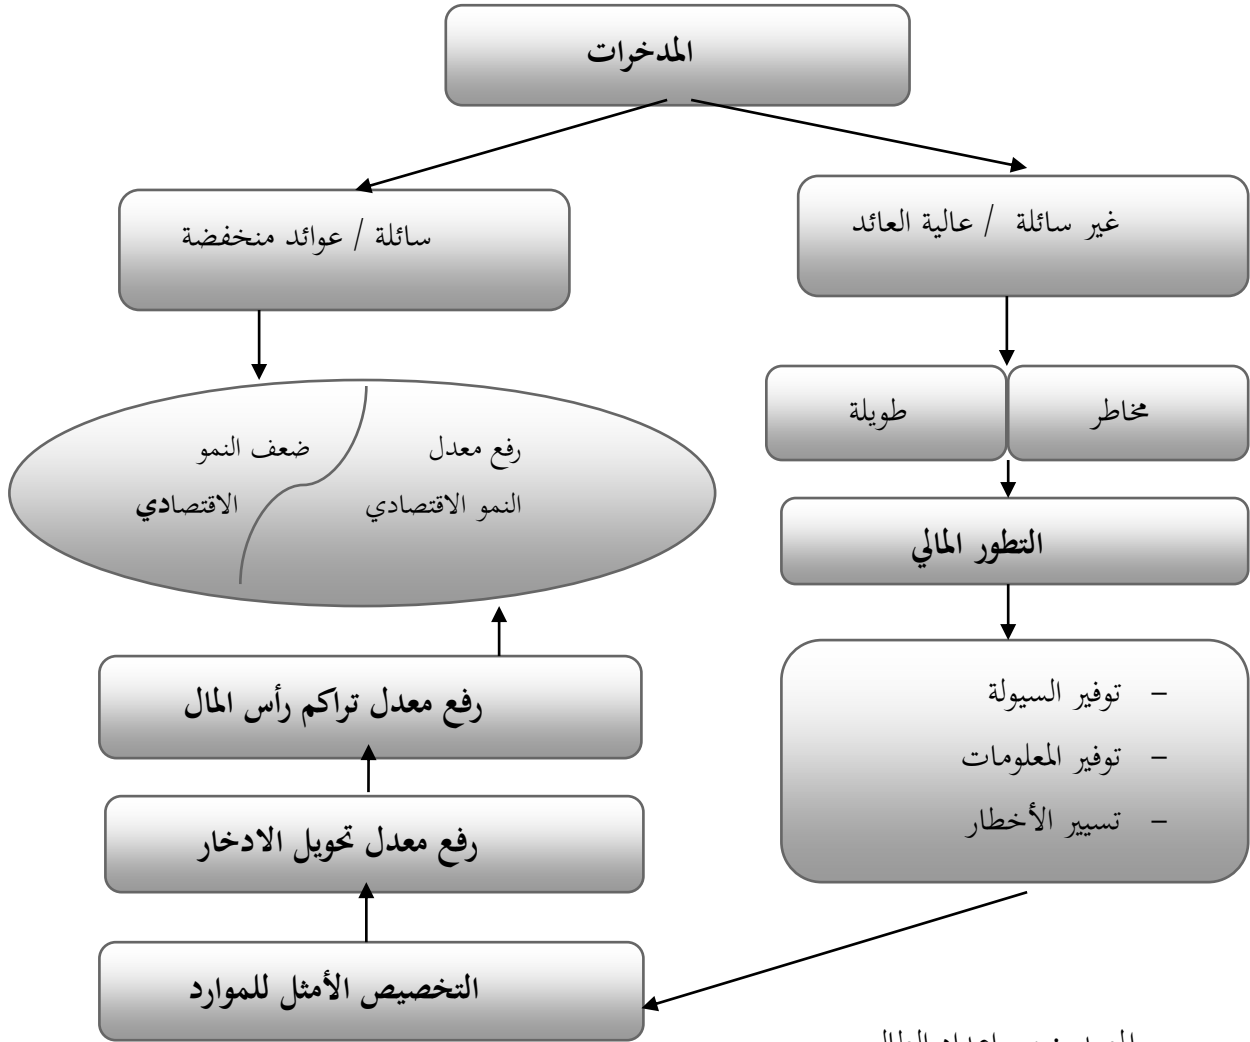 المدخرات
غير سائلة / عالية العائد
سائلة / عوائد منخفضة
مخاطر
طويلة
التطور المالي
رفع معدل
النمو الاقتصادي
ضعف النمو
الاقتصادي
– توفير السيولة
– توفير المعلومات
– تسيير الأخطار
رفع معدل تراكم رأس المال
رفع معدل تحويل الادخار
التخصيص الأمثل للموارد